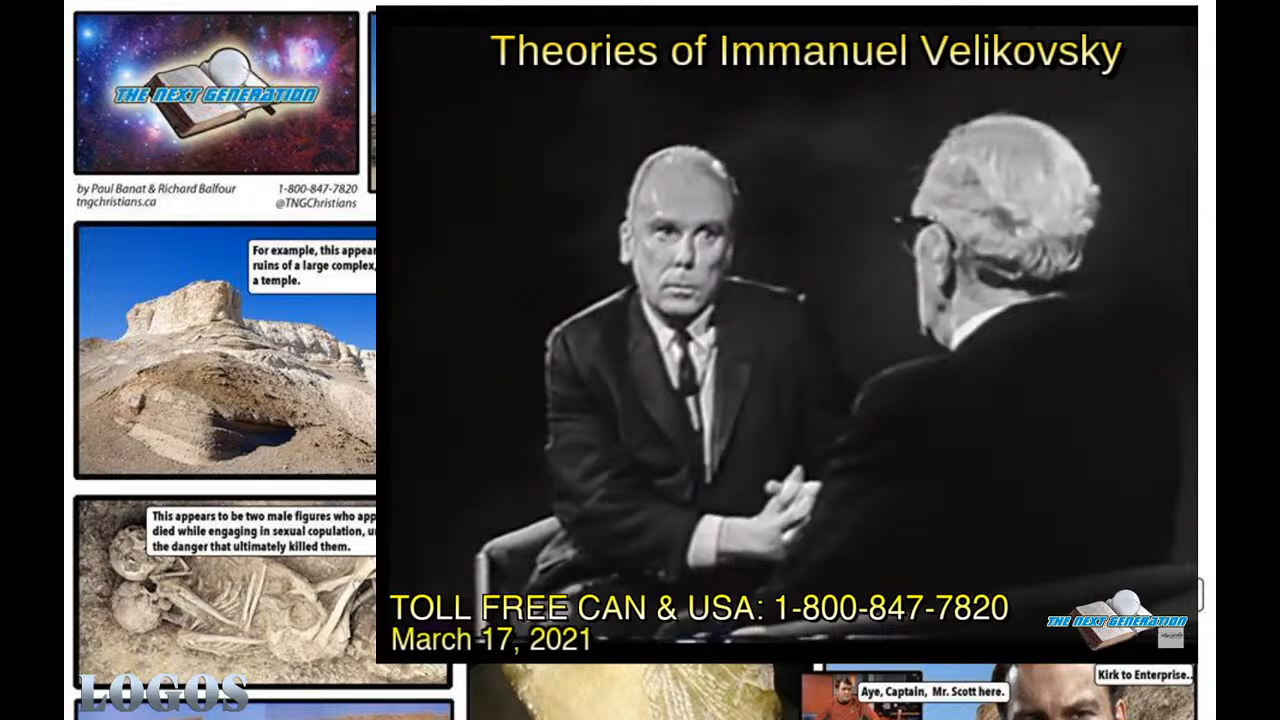 THE NEXT GENERATION
by Paul Banat & Richard Balfour
tngchristians.ca
1-800-847-7820
@TNGChristians
For example, this appear
ruins of a large complex,
a temple.
This appears to be two male figures who app
died while engaging in sexual copulation, u
the danger that ultimately killed them.
LOGOS
Theories of Immanuel Velikovsky
TOLL FREE CAN & USA: 1-800-847-7820
March 17, 2021
THE NEXT GENERATION
Aye, Captain, Mr. Scott here.
Kirk to Enterprise..